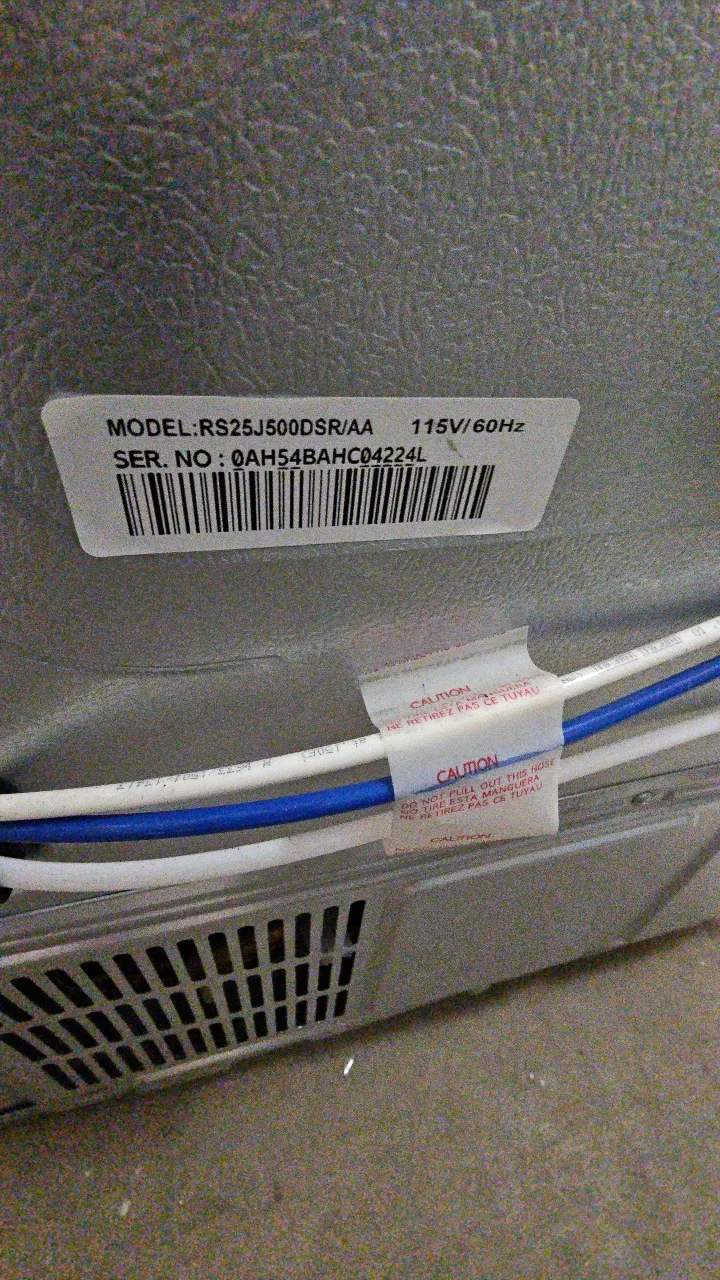 MODEL:RS25J500DSR/AA 115V/60Hz
SER. NO : 0AH54BAHC04224L
CAUTION
NE RETIREZ PAS CE TUYAU
CAUTION
DO NOT PULL OUT THIS HOSE
NO TIRE ESTA MANGUERA
NE RETIREZ PAS CE TUYAU
CAUTION